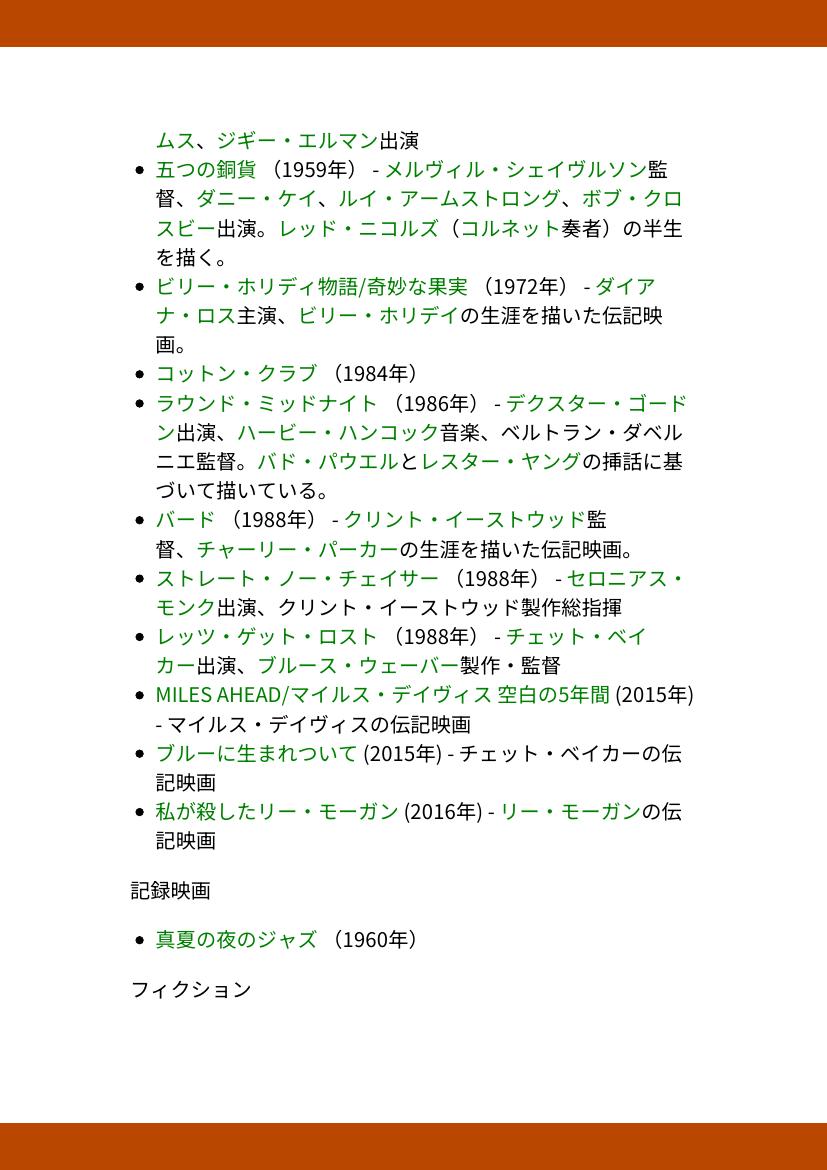 ムス、ジギー・エルマン出演
• 五つの銅貨 （1959年） - メルヴィル・シェイヴルソン監
督、ダニー・ケイ、ルイ・アームストロング、ボブ・クロ
スビー出演。レッド・ニコルズ（コルネット奏者）の半生
を描く。
• ビリー・ホリディ物語/奇妙な果実 （1972年） - ダイア
ナ・ロス主演、ビリー・ホリデイの生涯を描いた伝記映
画。
• コットン・クラブ （1984年）
• ラウンド・ミッドナイト （1986年） - デクスター・ゴード
ン出演、ハービー・ハンコック音楽、ベルトラン・ダベル
ニエ監督。バド・パウエルとレスター・ヤングの挿話に基
づいて描いている。
• バード （1988年） - クリント・イーストウッド監
督、チャーリー・パーカーの生涯を描いた伝記映画。
• ストレート・ノー・チェイサー （1988年） - セロニアス・
モンク出演、クリント・イーストウッド製作総指揮
• レッツ・ゲット・ロスト （1988年） - チェット・ベイ
カー出演、ブルース・ウェーバー製作・監督
• MILES AHEAD/マイルス・デイヴィス 空白の5年間 (2015年)
- マイルス・デイヴィスの伝記映画
• ブルーに生まれついて (2015年) - チェット・ベイカーの伝
記映画
• 私が殺したリー・モーガン (2016年) - リー・モーガンの伝
記映画
記録映画
• 真夏の夜のジャズ （1960年）
フィクション